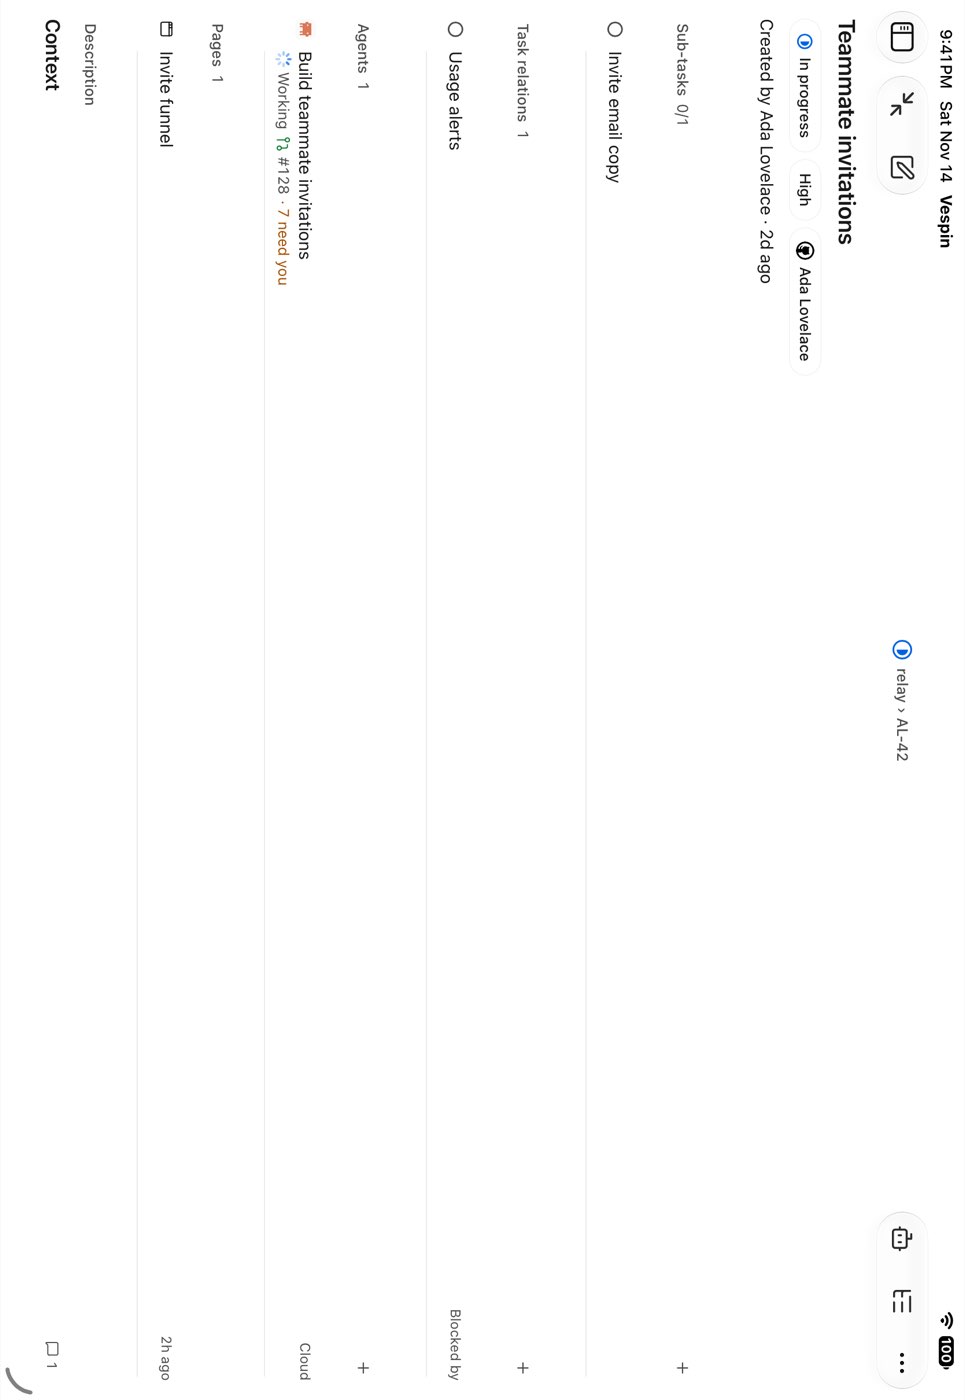 9:41 PM Sat Nov 14 Vespin
100
relay › AL-42
Teammate invitations
In progress High Ada Lovelace
Created by Ada Lovelace · 2d ago
Sub-tasks 0/1
Invite email copy
Task relations 1
Usage alerts Blocked by
Agents 1
Build teammate invitations Cloud
Working #128 · 7 need you
Pages 1
Invite funnel 2h ago
Description
Context 1